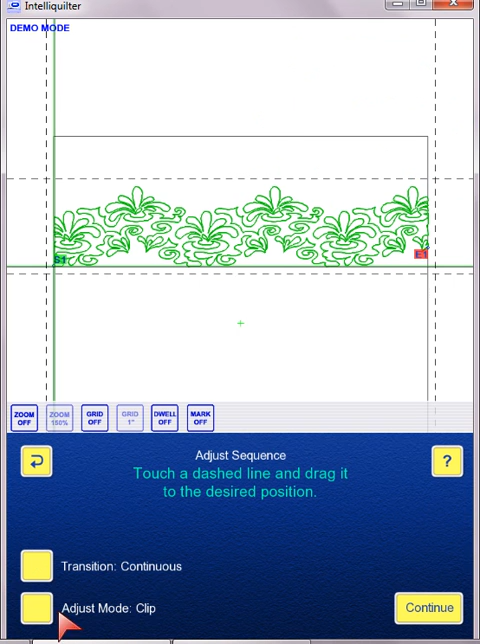 Intelliquilter
DEMO MODE
S1
E1
ZOOM
OFF
ZOOM
150%
GRID
OFF
GRID
1"
DWELL
OFF
MARK
OFF
Adjust Sequence
?
Touch a dashed line and drag it
to the desired position.
Transition: Continuous
Adjust Mode: Clip
Continue